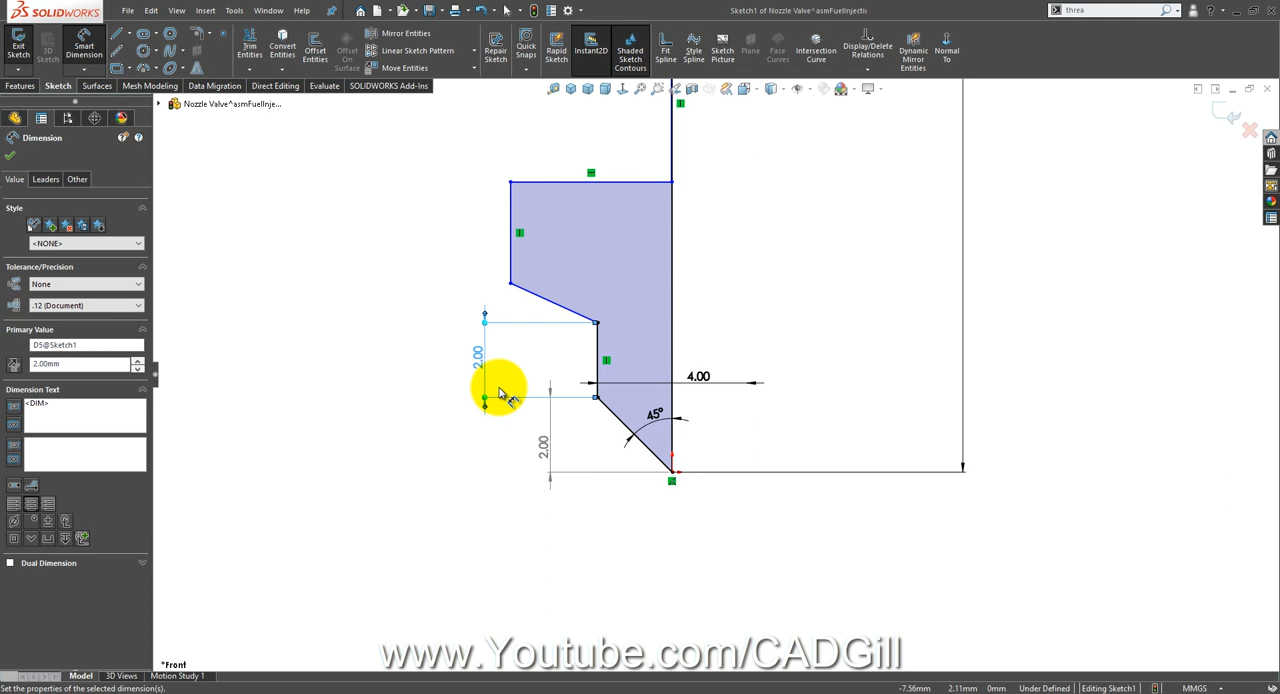 SOLIDWORKS
File Edit View Insert Tools Window Help
Sketch1 of Nozzle Valve^asmFuelInjecti
threa
Exit Sketch
3D Sketch
Smart Dimension
Trim Entities
Convert Entities
Offset Entities
Offset On Surface
Mirror Entities
Linear Sketch Pattern
Move Entities
Display/Delete Relations
Repair Sketch
Quick Snaps
Rapid Sketch
Instant2D
Shaded Sketch Contours
Fit Spline
Style Spline
Sketch Picture
Plane
Face Curves
Intersection Curve
Dynamic Mirror Entities
Normal To
Features Sketch Surfaces Mesh Modeling Data Migration Direct Editing Evaluate SOLIDWORKS Add-Ins
Nozzle Valve^asmFuelInje...
Dimension
Value Leaders Other
Style
<NONE>
Tolerance/Precision
None
.12 (Document)
Primary Value
D5@Sketch1
2.00mm
Dimension Text
<DIM>
Dual Dimension
2.00
4.00
45°
2.00
www.Youtube.com/CADGill
*Front
Model 3D Views Motion Study 1
Set the properties of the selected dimension(s).
-7.56mm 2.11mm 0mm Under Defined Editing Sketch1 MMGS